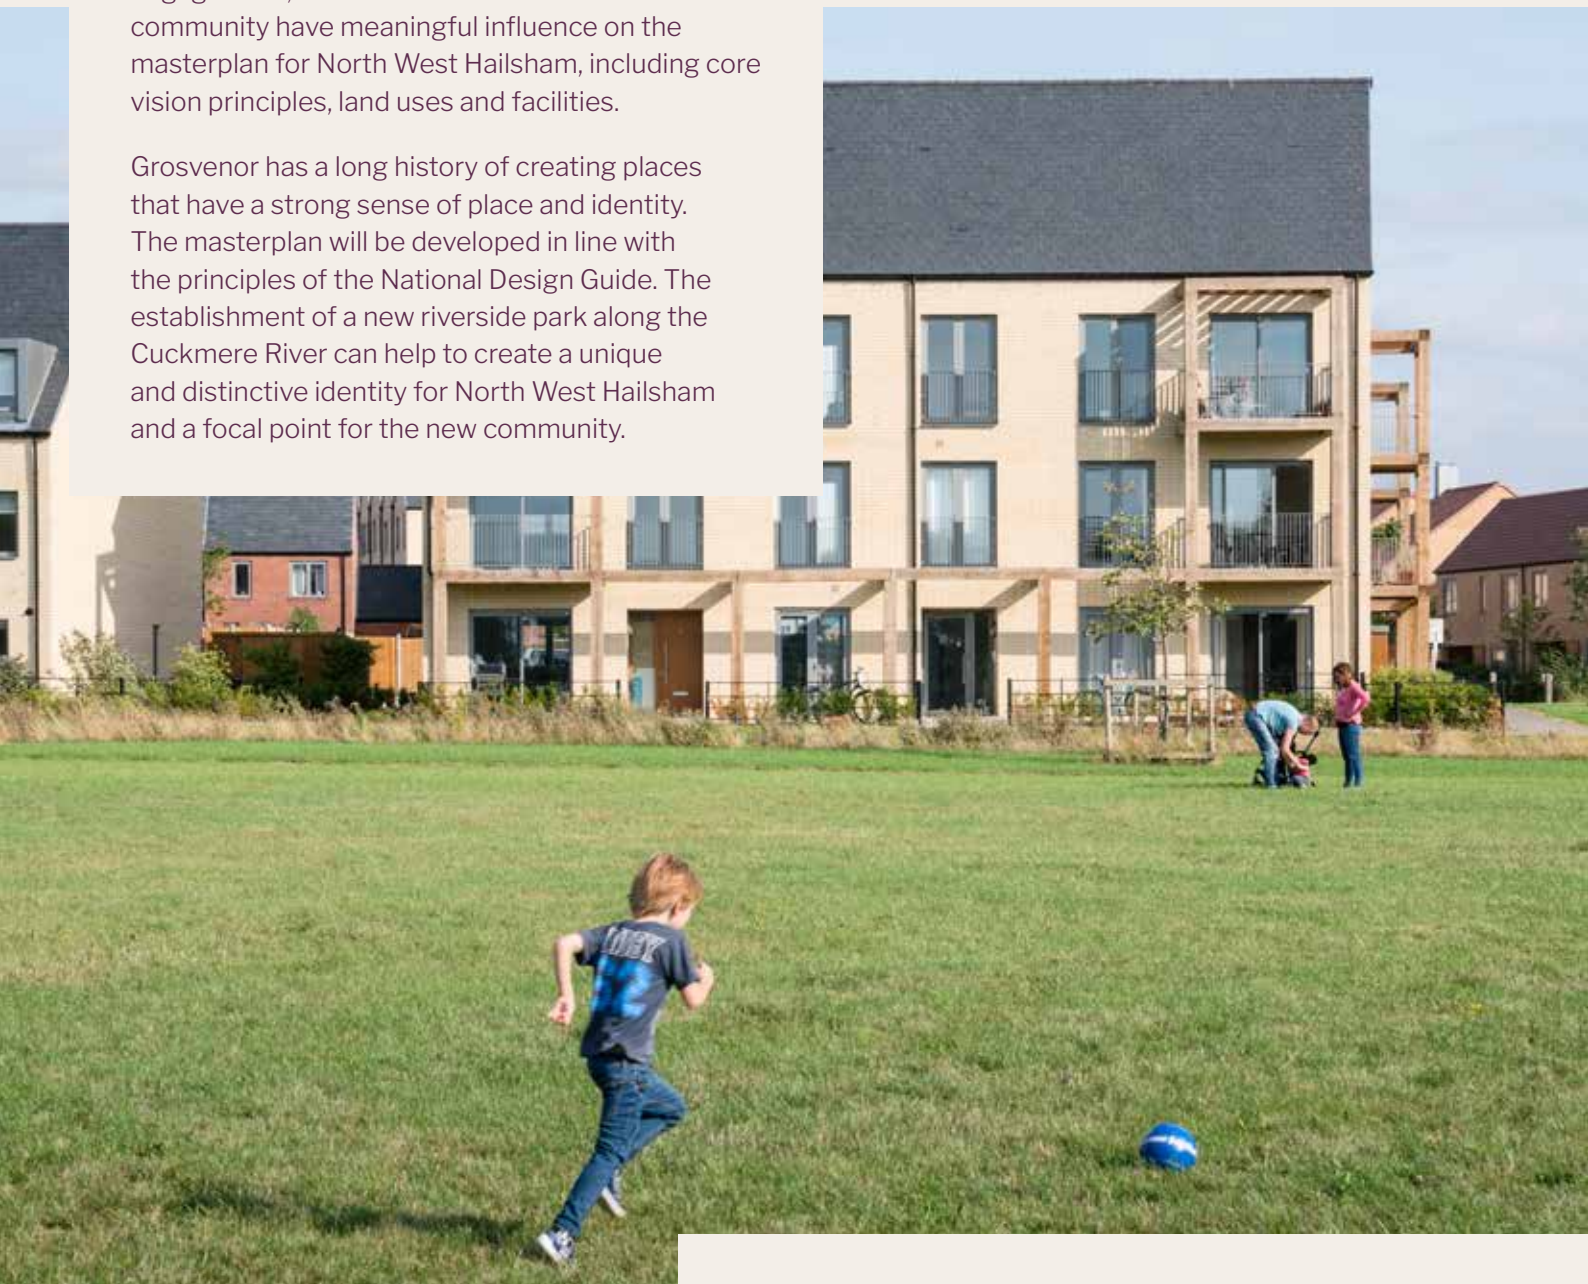 community have meaningful influence on the
masterplan for North West Hailsham, including core
vision principles, land uses and facilities.
Grosvenor has a long history of creating places
that have a strong sense of place and identity.
The masterplan will be developed in line with
the principles of the National Design Guide. The
establishment of a new riverside park along the
Cuckmere River can help to create a unique
and distinctive identity for North West Hailsham
and a focal point for the new community.